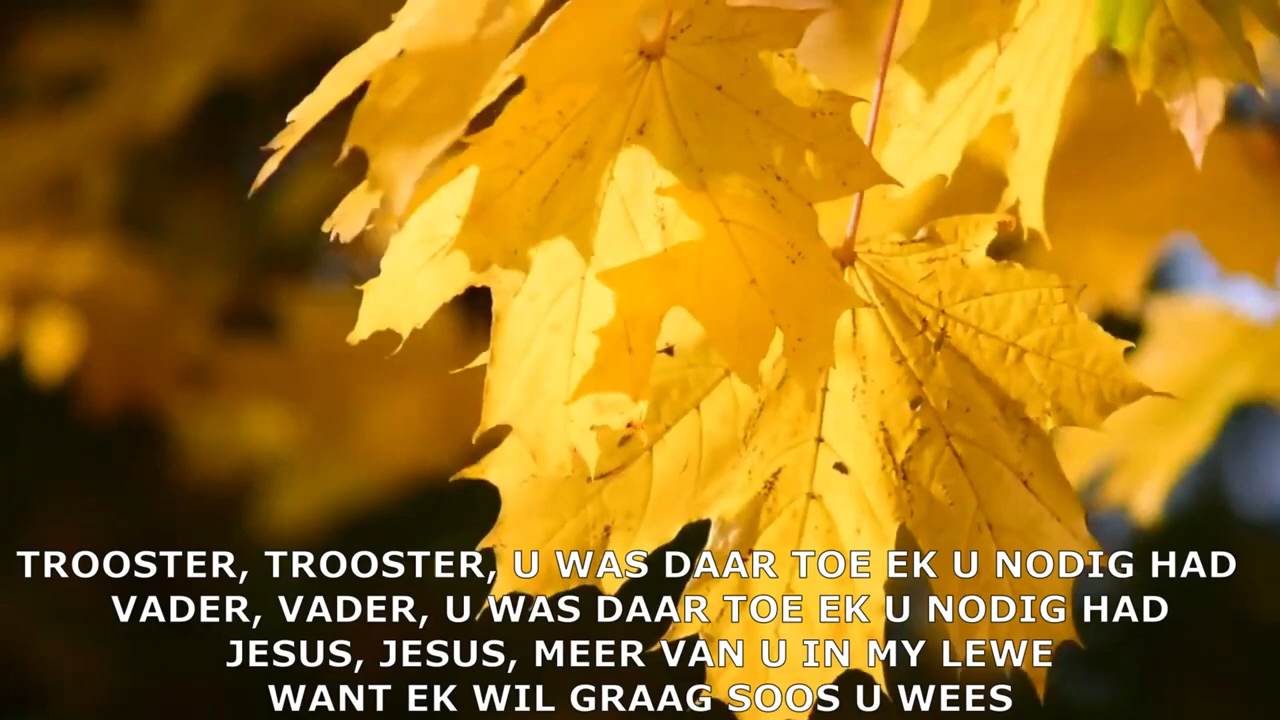 TROOSTER, TROOSTER, U WAS DAAR TOE EK U NODIG HAD
VADER, VADER, U WAS DAAR TOE EK U NODIG HAD
JESUS, JESUS, MEER VAN U IN MY LEWE
WANT EK WIL GRAAG SOOS U WEES